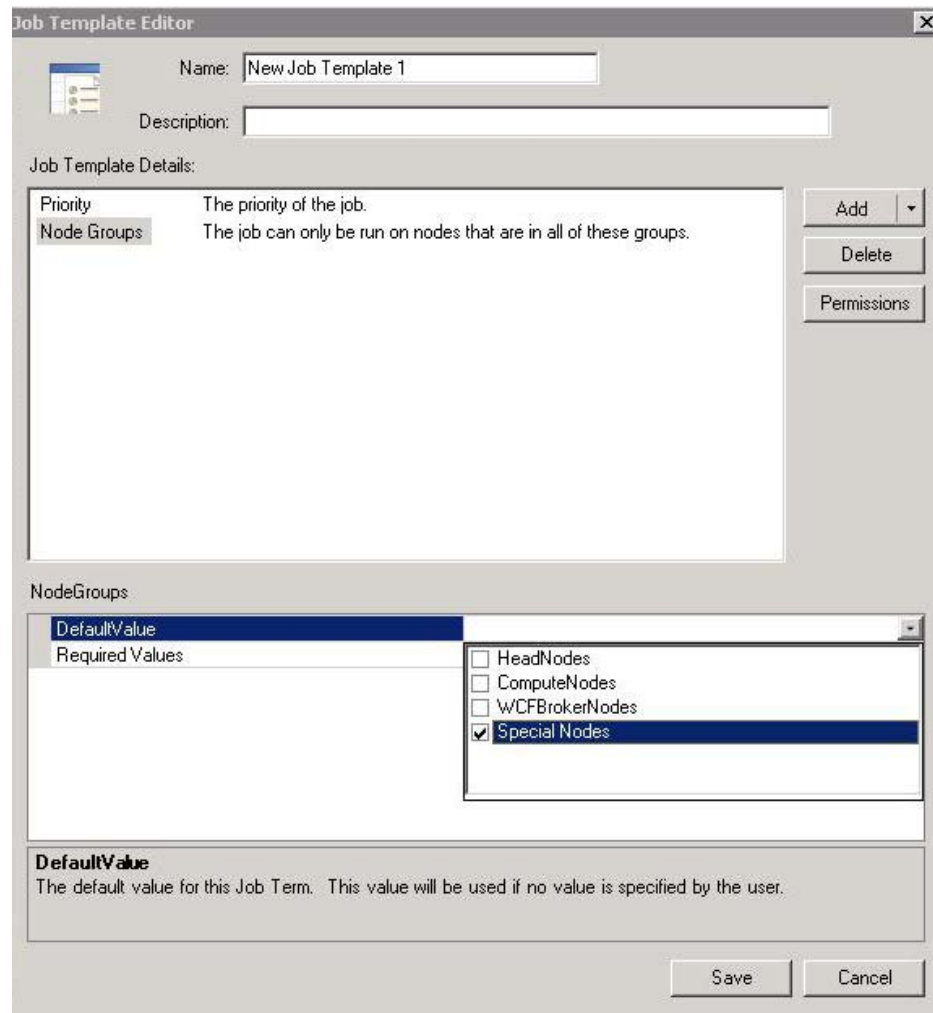 Job Template Editor
Name: New Job Template 1
Description:
Job Template Details:
Priority The priority of the job.
Node Groups The job can only be run on nodes that are in all of these groups.
Add
Delete
Permissions
NodeGroups
DefaultValue
Required Values
HeadNodes
ComputeNodes
WCFBrokerNodes
Special Nodes
DefaultValue
The default value for this Job Term. This value will be used if no value is specified by the user.
Save Cancel